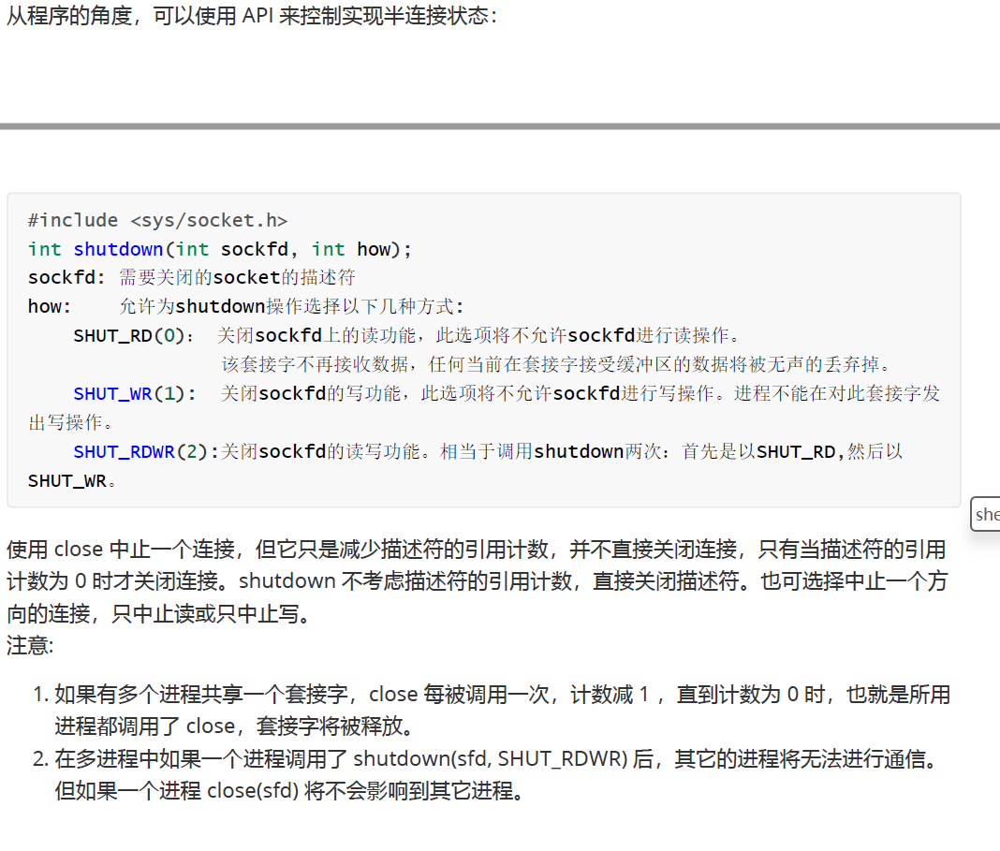 从程序的角度，可以使用 API 来控制实现半连接状态：
#include <sys/socket.h>
int shutdown(int sockfd, int how);
sockfd: 需要关闭的socket的描述符
how:    允许为shutdown操作选择以下几种方式:
    SHUT_RD(0):  关闭sockfd上的读功能，此选项将不允许sockfd进行读操作。
                 该套接字不再接收数据，任何当前在套接字接受缓冲区的数据将被无声的丢弃掉。
    SHUT_WR(1):  关闭sockfd的写功能，此选项将不允许sockfd进行写操作。进程不能在对此套接字发
出写操作。
    SHUT_RDWR(2):关闭sockfd的读写功能。相当于调用shutdown两次：首先是以SHUT_RD,然后以
SHUT_WR。
she
使用 close 中止一个连接，但它只是减少描述符的引用计数，并不直接关闭连接，只有当描述符的引用
计数为 0 时才关闭连接。shutdown 不考虑描述符的引用计数，直接关闭描述符。也可选择中止一个方
向的连接，只中止读或只中止写。
注意:
1. 如果有多个进程共享一个套接字，close 每被调用一次，计数减 1 ，直到计数为 0 时，也就是所用
进程都调用了 close，套接字将被释放。
2. 在多进程中如果一个进程调用了 shutdown(sfd, SHUT_RDWR) 后，其它的进程将无法进行通信。
但如果一个进程 close(sfd) 将不会影响到其它进程。